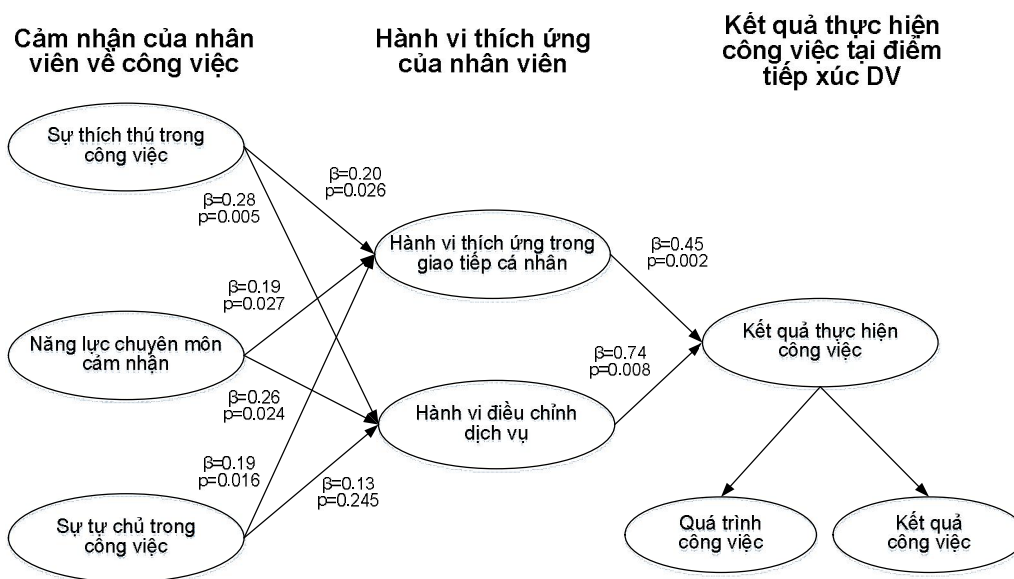 Cảm nhận của nhân
viên về công việc
Hành vi thích ứng
của nhân viên
Kết quả thực hiện
công việc tại điểm
tiếp xúc DV
Sự thích thú trong
công việc
β=0.20
p=0.026
β=0.28
p=0.005
Hành vi thích ứng trong
giao tiếp cá nhân
β=0.45
p=0.002
β=0.19
p=0.027
Năng lực chuyên môn
cảm nhận
Kết quả thực hiện
công việc
β=0.74
p=0.008
β=0.26
p=0.024
Hành vi điều chỉnh
dịch vụ
β=0.19
p=0.016
β=0.13
p=0.245
Sự tự chủ trong
công việc
Quá trình
công việc
Kết quả
công việc